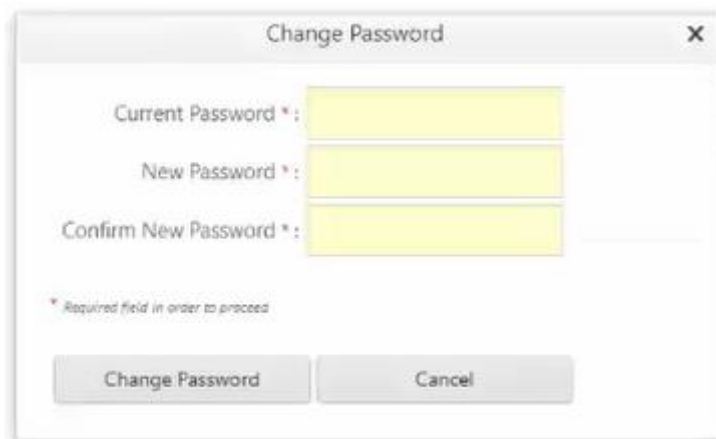 Change Password ×
Current Password * :
New Password * :
Confirm New Password * :
* Required field in order to proceed
Change Password Cancel